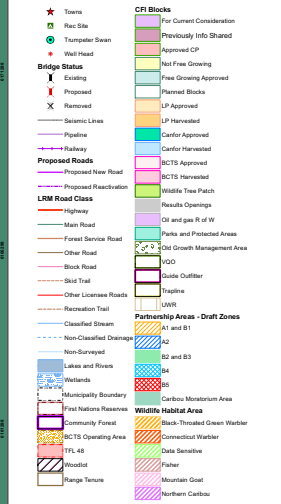 Towns
Rec Site
Trumpeter Swan
Well Head
Bridge Status
Existing
Proposed
Removed
Seismic Lines
Pipeline
Railway
Proposed Roads
Proposed New Road
Proposed Reactivation
LRM Road Class
Highway
Main Road
Forest Service Road
Other Road
Block Road
Skid Trail
Other Licensee Roads
Recreation Trail
Classified Stream
Non-Classified Drainage
Non-Surveyed
Lakes and Rivers
Wetlands
Municipality Boundary
First Nations Reserves
Community Forest
BCTS Operating Area
TFL 48
Woodlot
Range Tenure
CFI Blocks
For Current Consideration
Previously Info Shared
Approved CP
Not Free Growing
Free Growing Approved
Planned Blocks
LP Approved
LP Harvested
Canfor Approved
Canfor Harvested
BCTS Approved
BCTS Harvested
Wildlife Tree Patch
Results Openings
Oil and gas R of W
Parks and Protected Areas
Old Growth Management Area
VQO
Guide Outfitter
Trapline
UWR
Partnership Areas - Draft Zones
A1 and B1
A2
B2 and B3
B4
B5
Caribou Moratorium Area
Wildlife Habitat Area
Black-Throated Green Warbler
Connecticut Warbler
Data Sensitive
Fisher
Mountain Goat
Northern Caribou